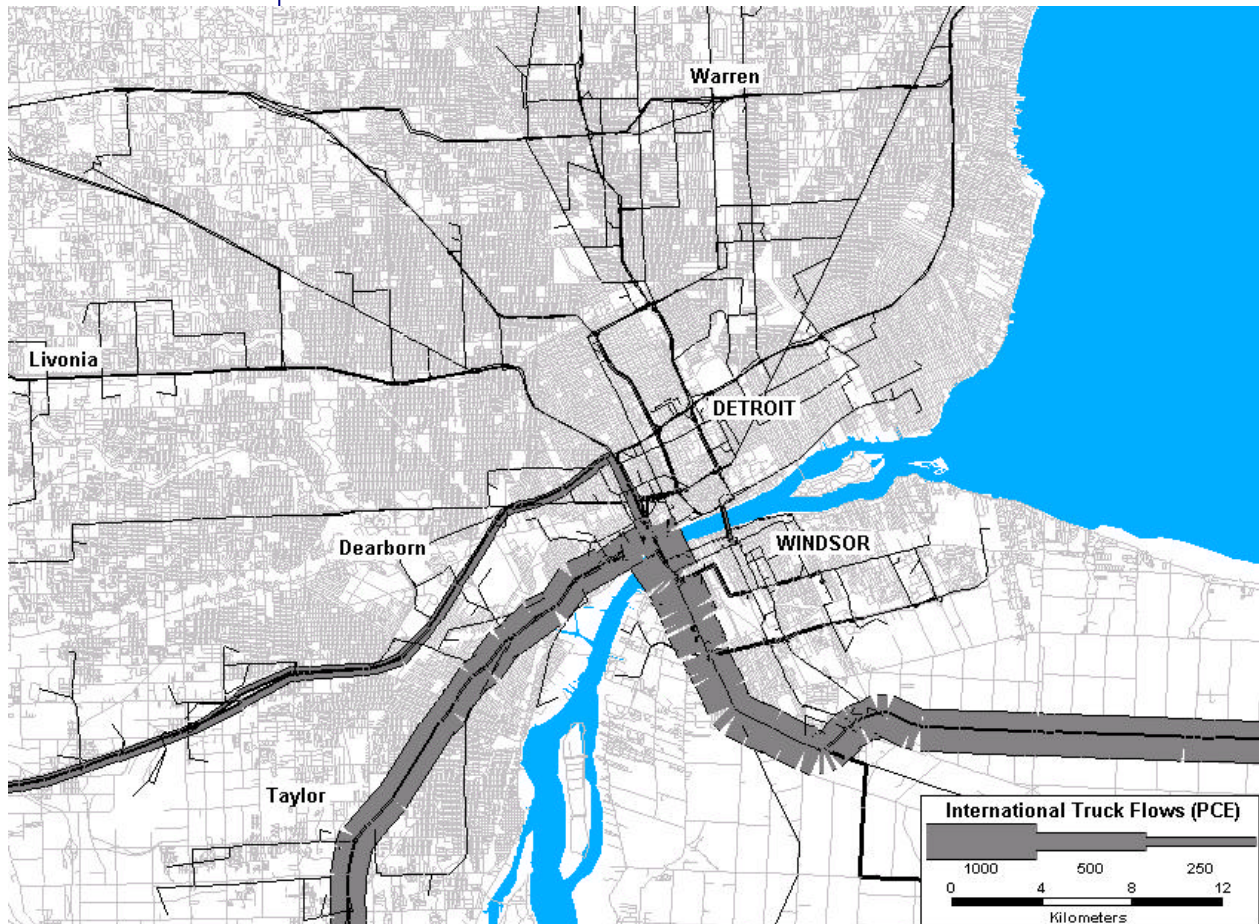 Warren
Livonia
DETROIT
Dearborn
WINDSOR
Taylor
International Truck Flows (PCE)
1000 500 250
0 4 8 12
Kilometers